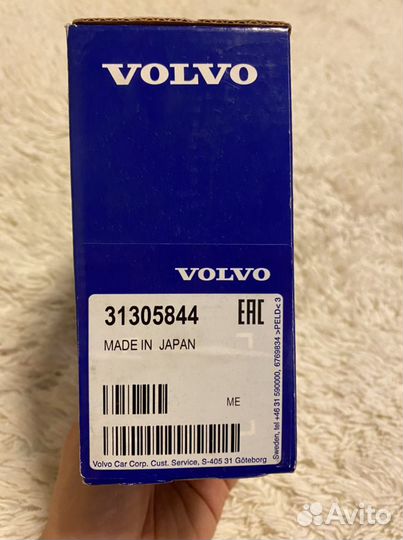 VOLVO
VOLVO
31305844
EAC
MADE IN JAPAN
ME
Volvo Car Corp. Cust. Service, S-405 31 Göteborg
Sweden, tel +46 31 590000, 6769834 >PELD< 3
Avito